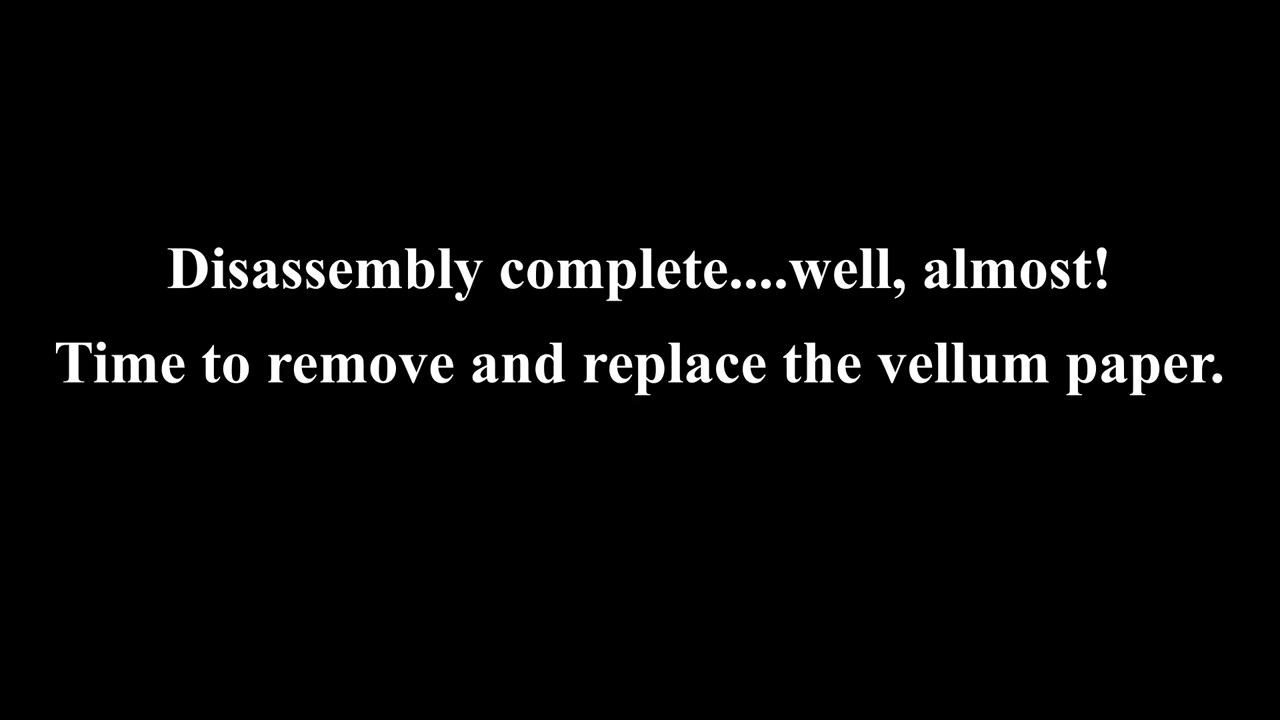 Disassembly complete....well, almost!
Time to remove and replace the vellum paper.